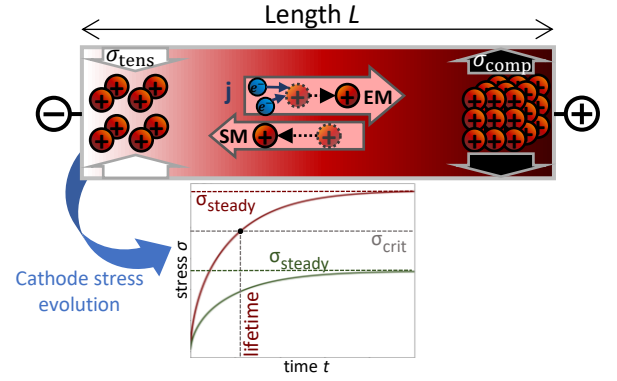 Length L
σtens
σcomp
j
e-
e-
EM
SM
−
+
σsteady
σcrit
σsteady
stress σ
lifetime
time t
Cathode stress
evolution